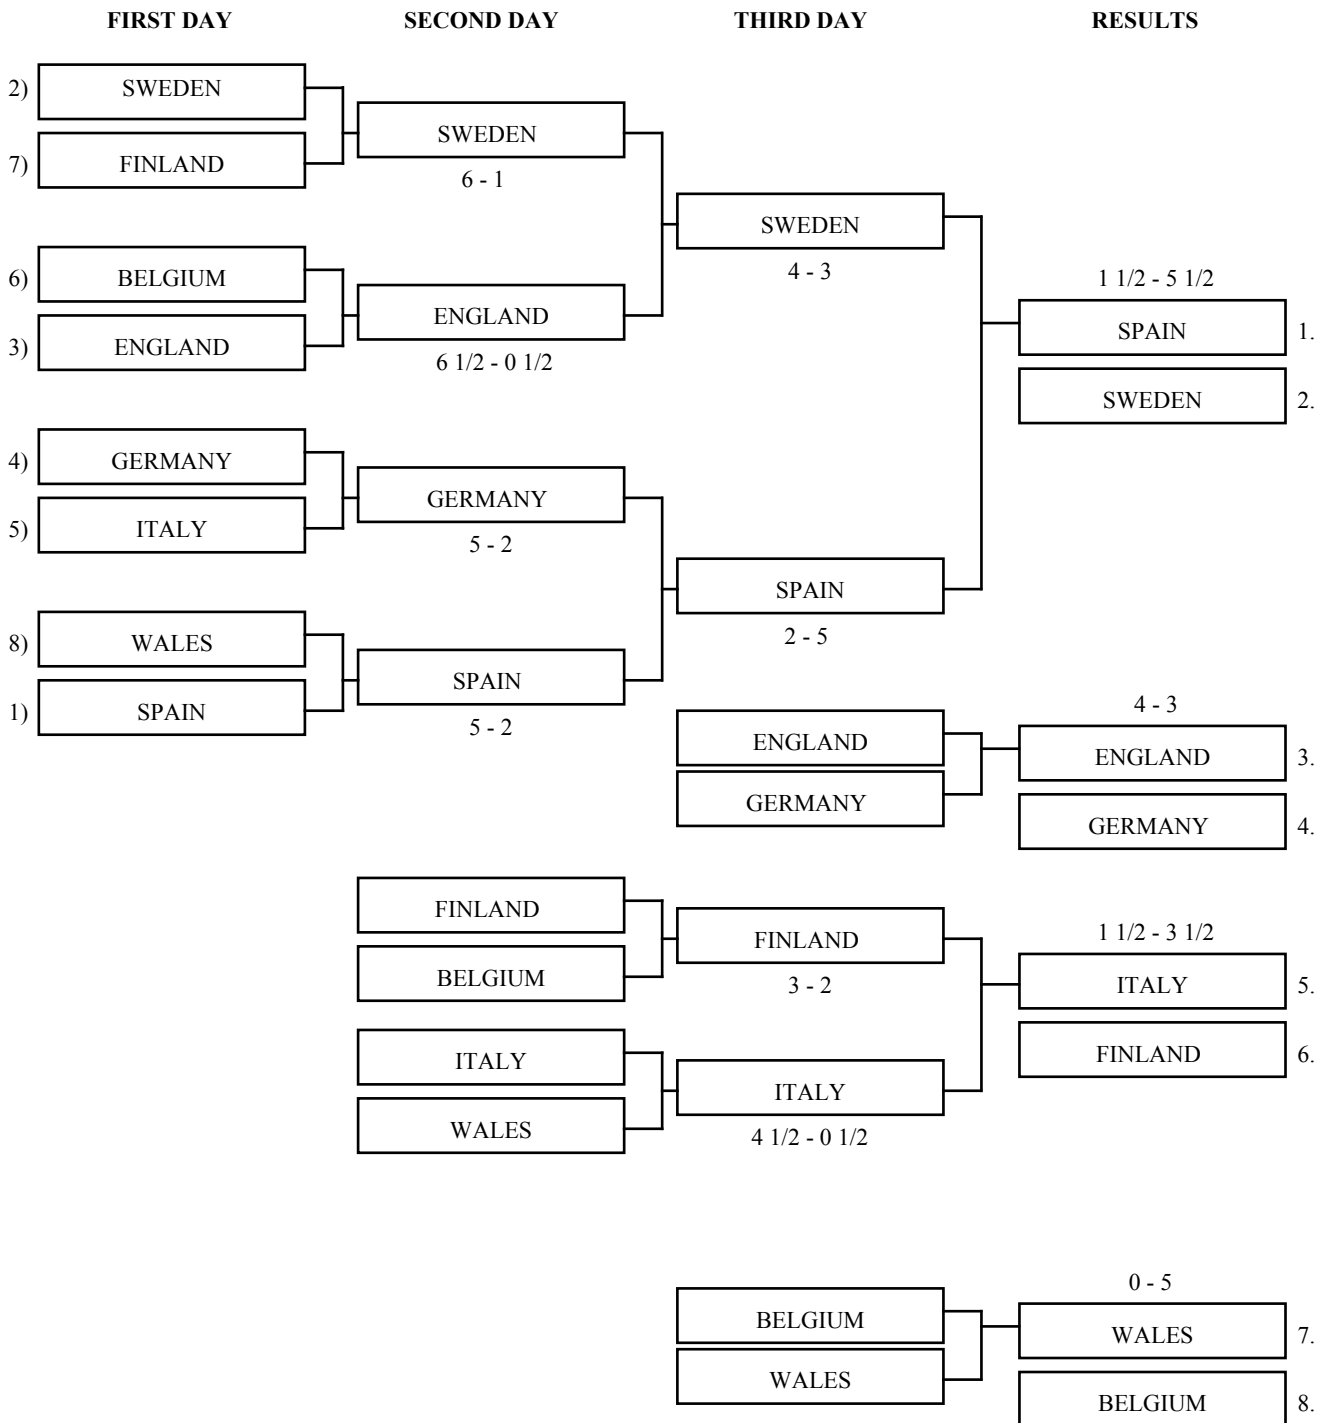 FIRST DAY SECOND DAY THIRD DAY RESULTS
2) SWEDEN
SWEDEN
7) FINLAND
6 - 1
SWEDEN
6) BELGIUM
4 - 3
1 1/2 - 5 1/2
ENGLAND
SPAIN 1.
3) ENGLAND
6 1/2 - 0 1/2
SWEDEN 2.
4) GERMANY
GERMANY
5) ITALY
5 - 2
SPAIN
8) WALES
2 - 5
SPAIN
1) SPAIN
5 - 2
4 - 3
ENGLAND
ENGLAND 3.
GERMANY
GERMANY 4.
FINLAND
FINLAND
1 1/2 - 3 1/2
BELGIUM
3 - 2
ITALY 5.
ITALY
FINLAND 6.
ITALY
WALES
4 1/2 - 0 1/2
0 - 5
BELGIUM
WALES 7.
WALES
BELGIUM 8.